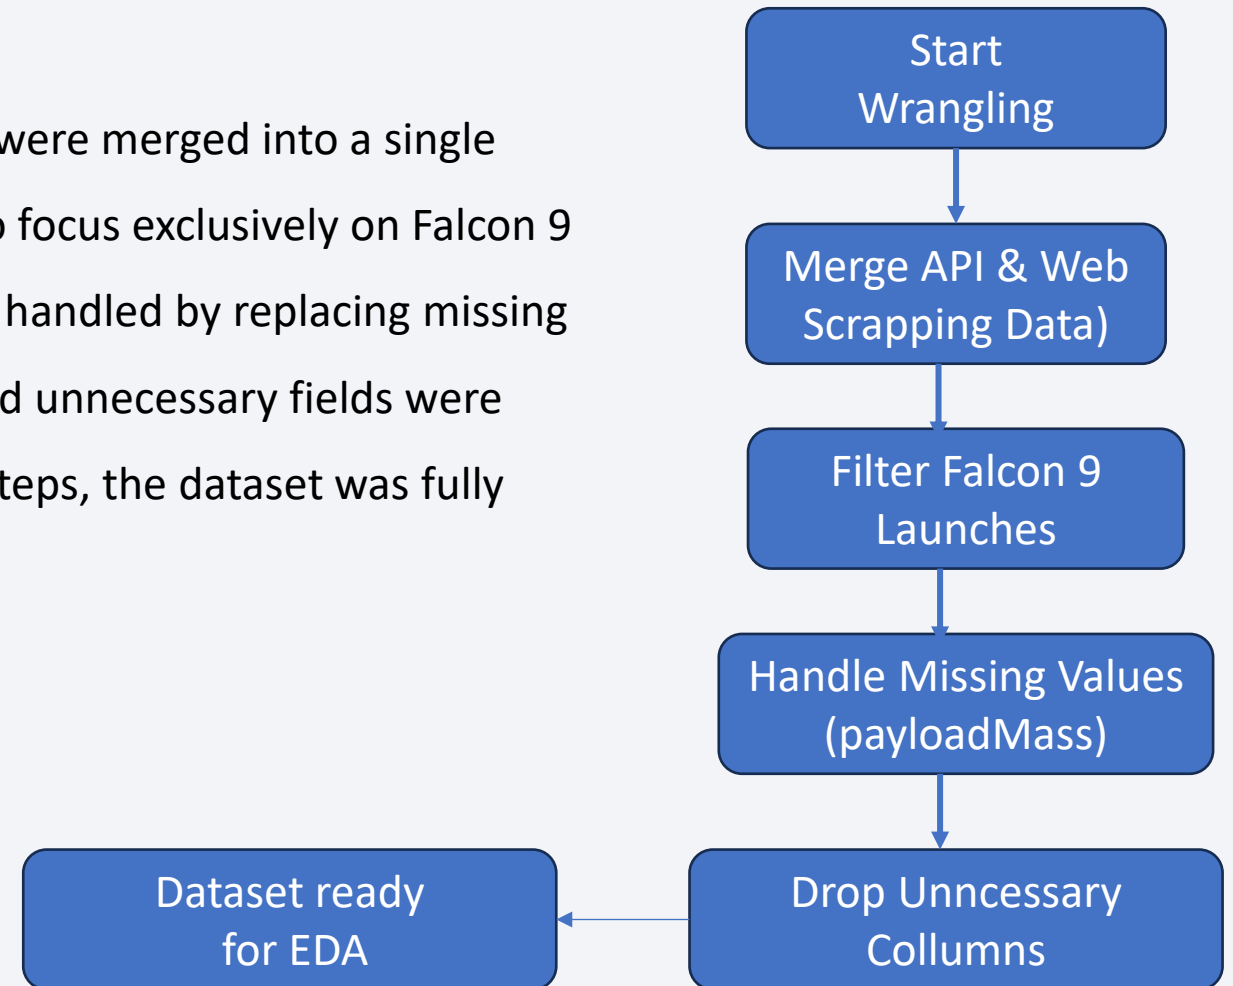 were merged into a single
focus exclusively on Falcon 9
handled by replacing missing
unnecessary fields were
the dataset was fully
Start
Wrangling
Merge API & Web
Scrapping Data)
Filter Falcon 9
Launches
Handle Missing Values
(payloadMass)
Drop Unncessary
Collumns
Dataset ready
for EDA